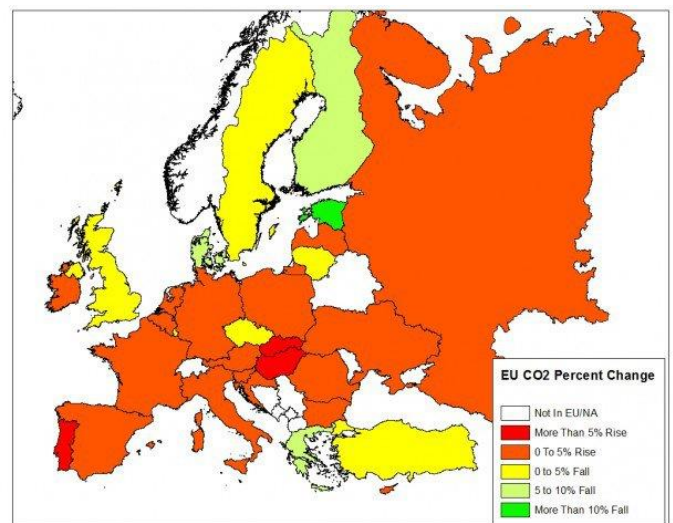 EU CO2 Percent Change
Not In EU/NA
More Than 5% Rise
0 To 5% Rise
0 to 5% Fall
5 to 10% Fall
More Than 10% Fall